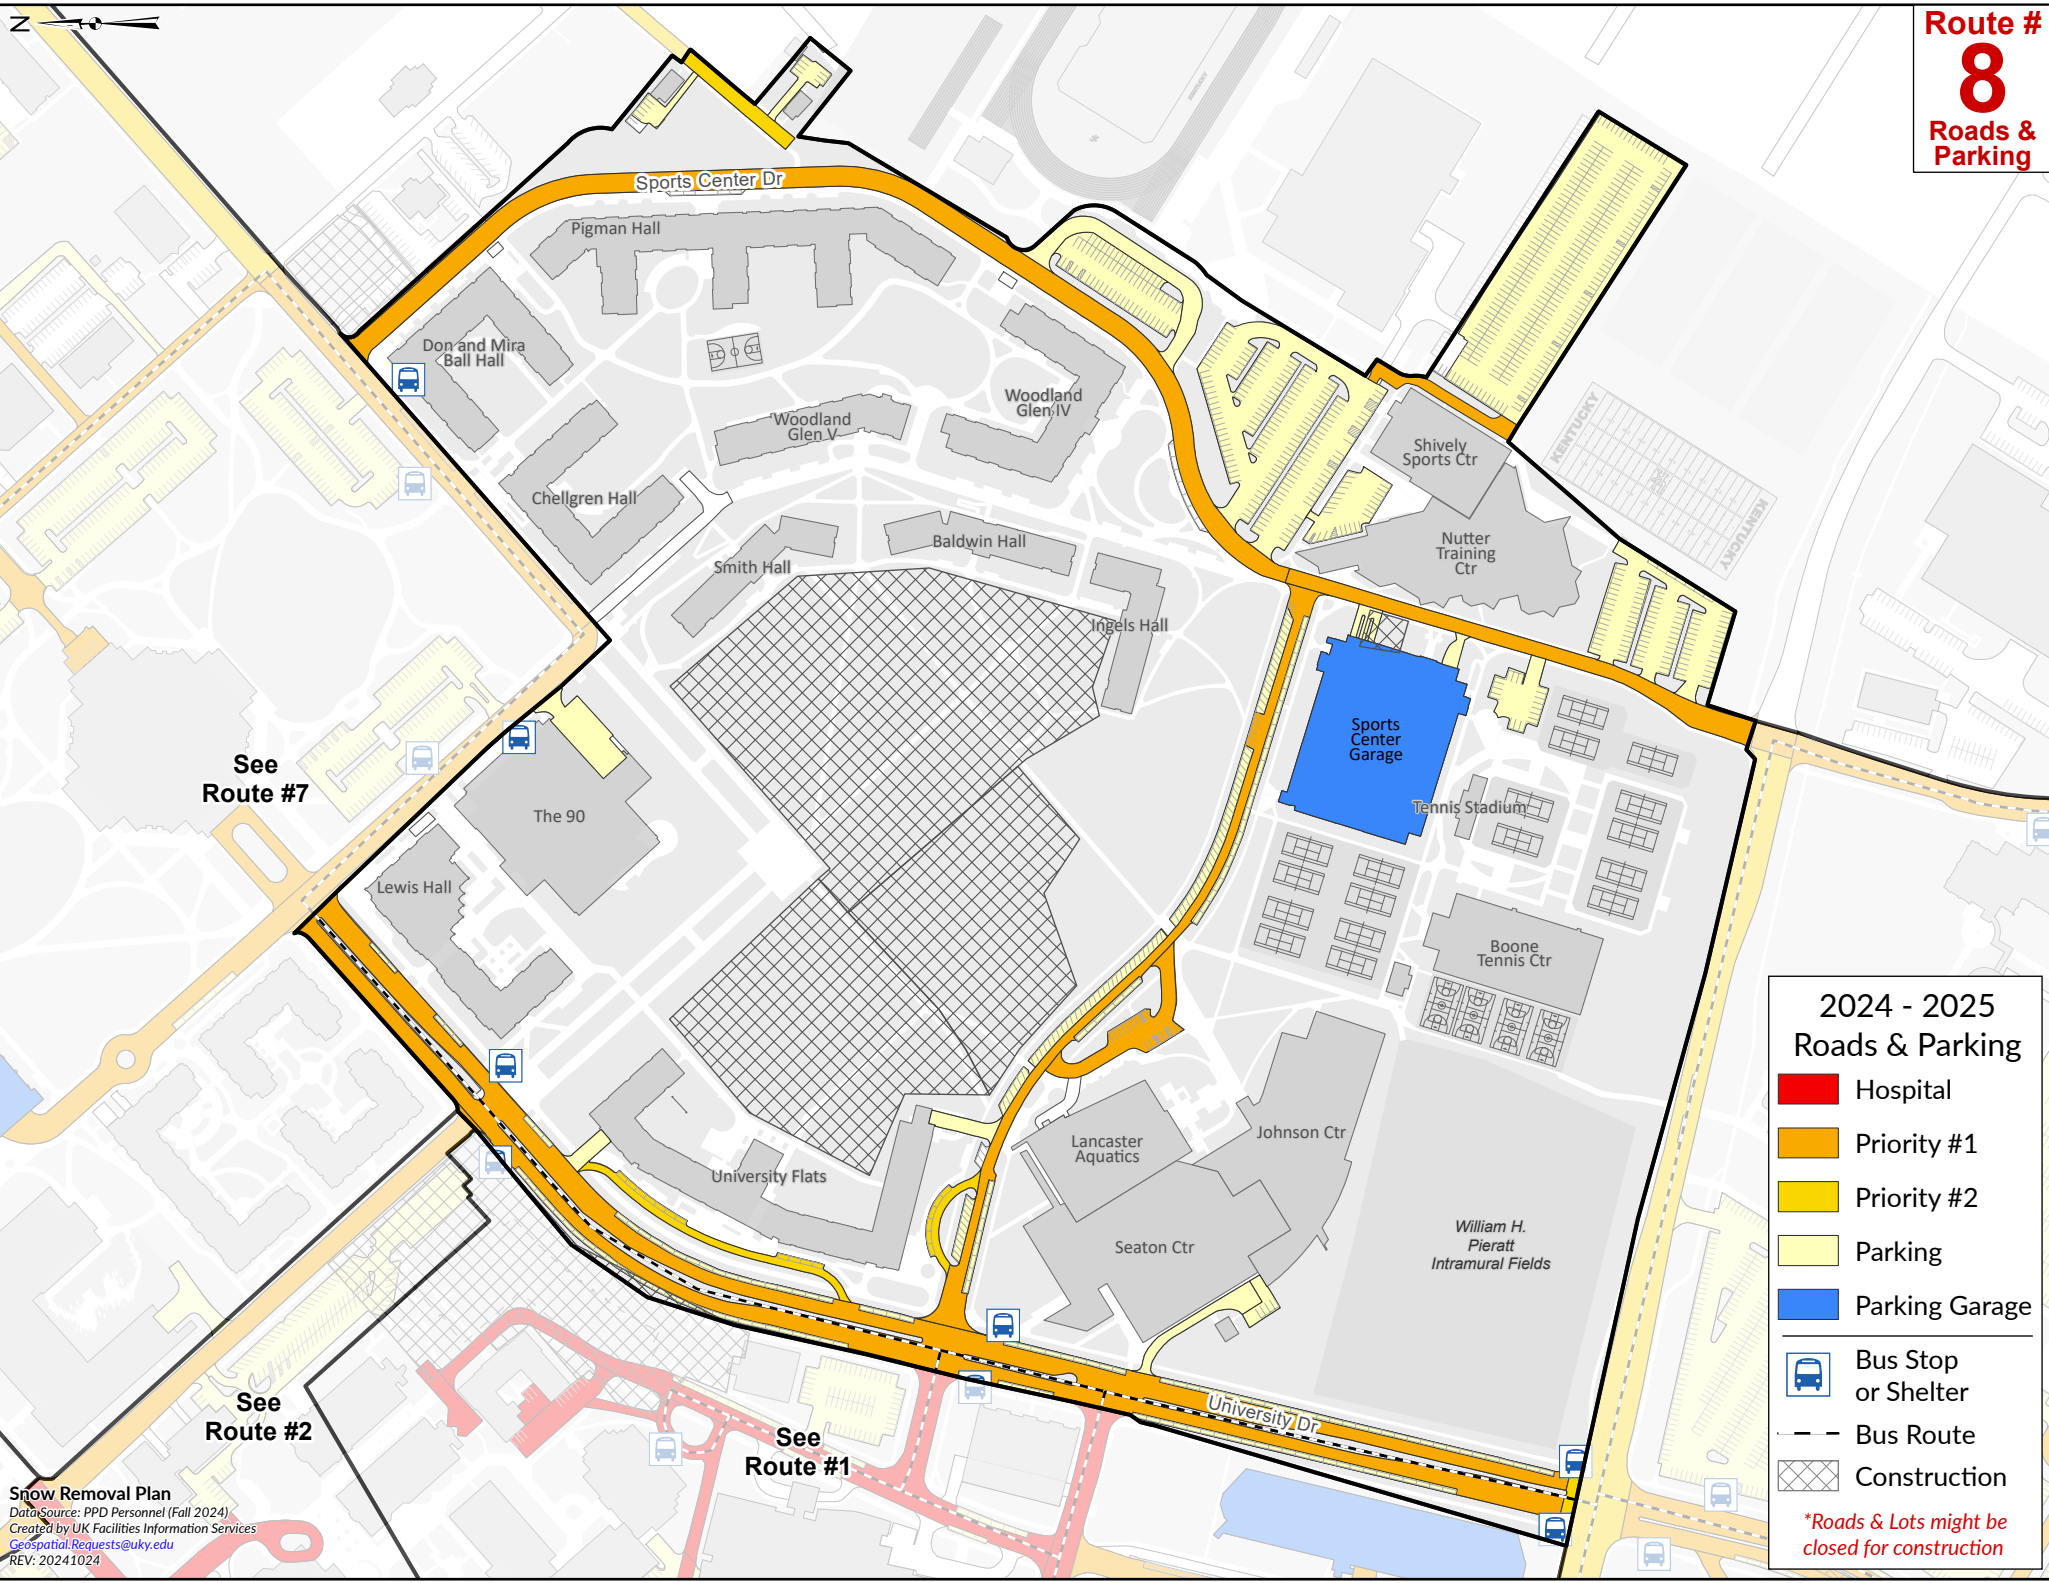 N
Route #
8
Roads &
Parking
Sports Center Dr
Pigman Hall
Don and Mira
Ball Hall
Woodland
Glen IV
Woodland
Glen V
Chellgren Hall
Shively
Sports Ctr
KENTUCKY
KENTUCKY
Nutter
Training
Ctr
Baldwin Hall
Smith Hall
Ingels Hall
Sports
Center
Garage
Tennis Stadium
See
Route #7
The 90
Lewis Hall
Boone
Tennis Ctr
Lancaster
Aquatics
Johnson Ctr
University Flats
Seaton Ctr
William H.
Pieratt
Intramural Fields
University Dr
See
Route #2
See
Route #1
2024 - 2025
Roads & Parking
Hospital
Priority #1
Priority #2
Parking
Parking Garage
Bus Stop
or Shelter
Bus Route
Construction
*Roads & Lots might be
closed for construction
Snow Removal Plan
Data Source: PPD Personnel (Fall 2024)
Created by UK Facilities Information Services
Geospatial.Requests@uky.edu
REV: 20241024